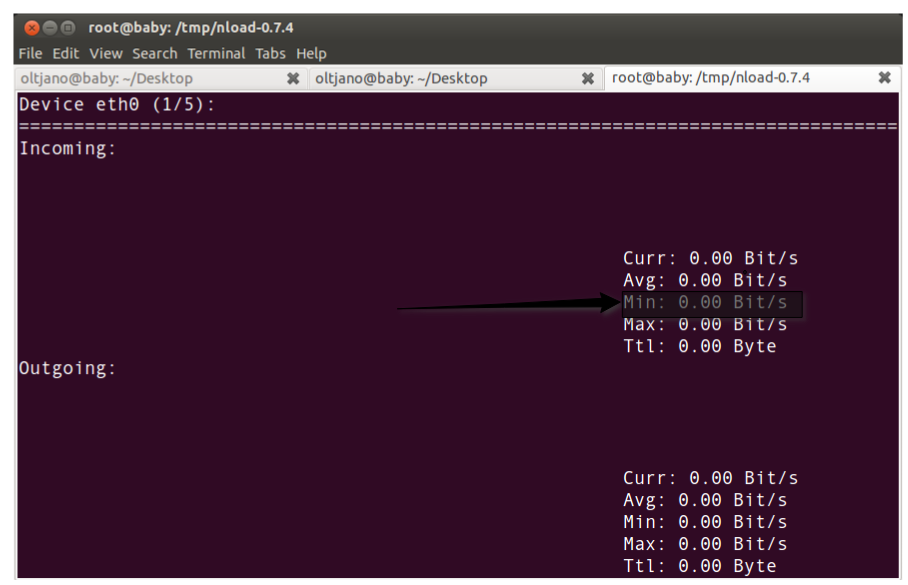 root@baby: /tmp/nload-0.7.4
File Edit View Search Terminal Tabs Help
oltjano@baby: ~/Desktop oltjano@baby: ~/Desktop root@baby: /tmp/nload-0.7.4
Device eth0 (1/5):
================================================================================
Incoming:
Curr: 0.00 Bit/s
Avg: 0.00 Bit/s
Min: 0.00 Bit/s
Max: 0.00 Bit/s
Ttl: 0.00 Byte
Outgoing:
Curr: 0.00 Bit/s
Avg: 0.00 Bit/s
Min: 0.00 Bit/s
Max: 0.00 Bit/s
Ttl: 0.00 Byte